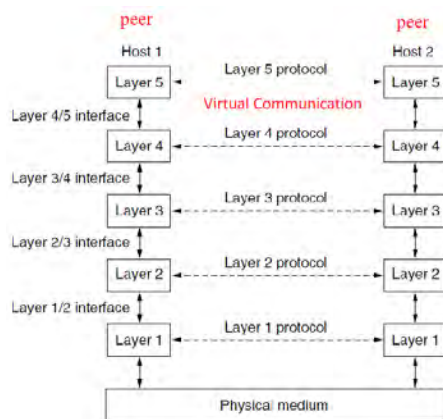 peer peer
Host 1 Host 2
Layer 5 Layer 5 protocol Layer 5
Layer 4/5 interface Virtual Communication
Layer 4 Layer 4 protocol Layer 4
Layer 3/4 interface
Layer 3 Layer 3 protocol Layer 3
Layer 2/3 interface
Layer 2 Layer 2 protocol Layer 2
Layer 1/2 interface
Layer 1 Layer 1 protocol Layer 1
Physical medium